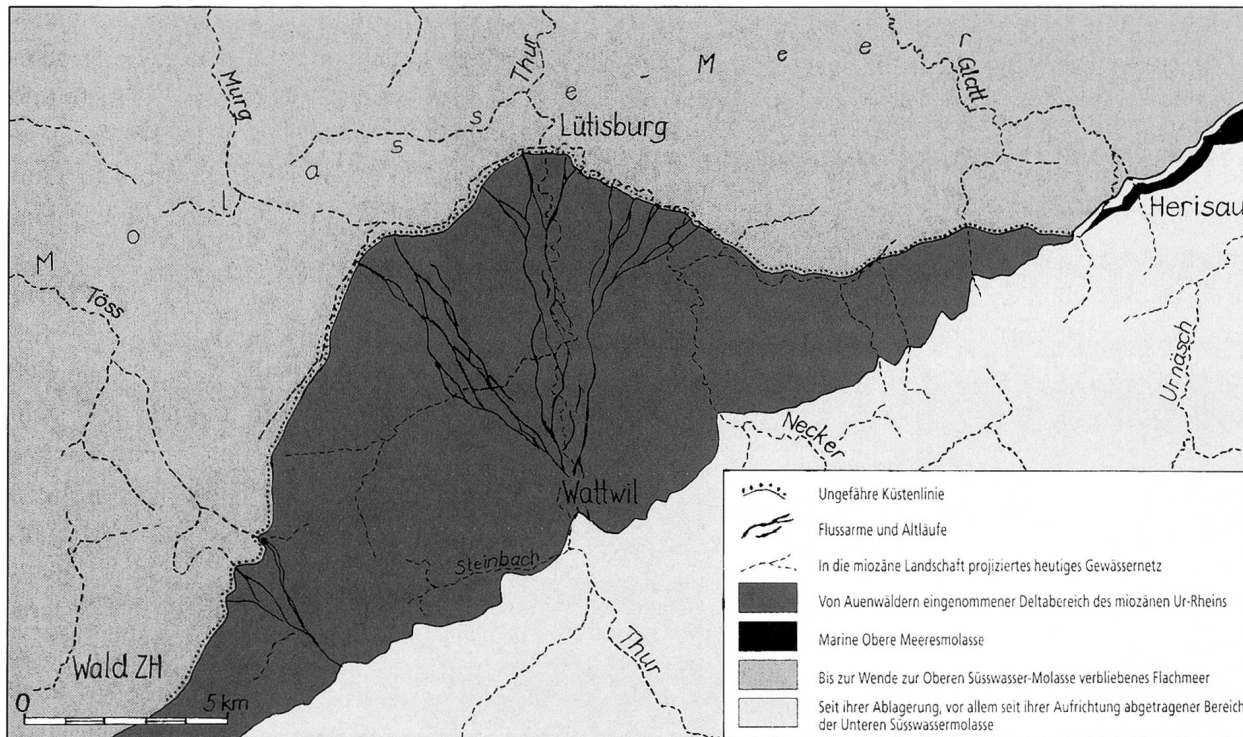 Murg
Thur
Glatt
Molasse-Meer
Lütisburg
Herisau
Töss
Urnäsch
Necker
Wattwil
Steinbach
Thur
Wald ZH
0 5 km
Ungefähre Küstenlinie
Flussarme und Altläufe
In die miozäne Landschaft projiziertes heutiges Gewässernetz
Von Auenwäldern eingenommener Deltabereich des miozänen Ur-Rheins
Marine Obere Meeresmolasse
Bis zur Wende zur Oberen Süsswasser-Molasse verbliebenes Flachmeer
Seit ihrer Ablagerung, vor allem seit ihrer Aufrichtung abgetragener Bereich
der Unteren Süsswassermolasse